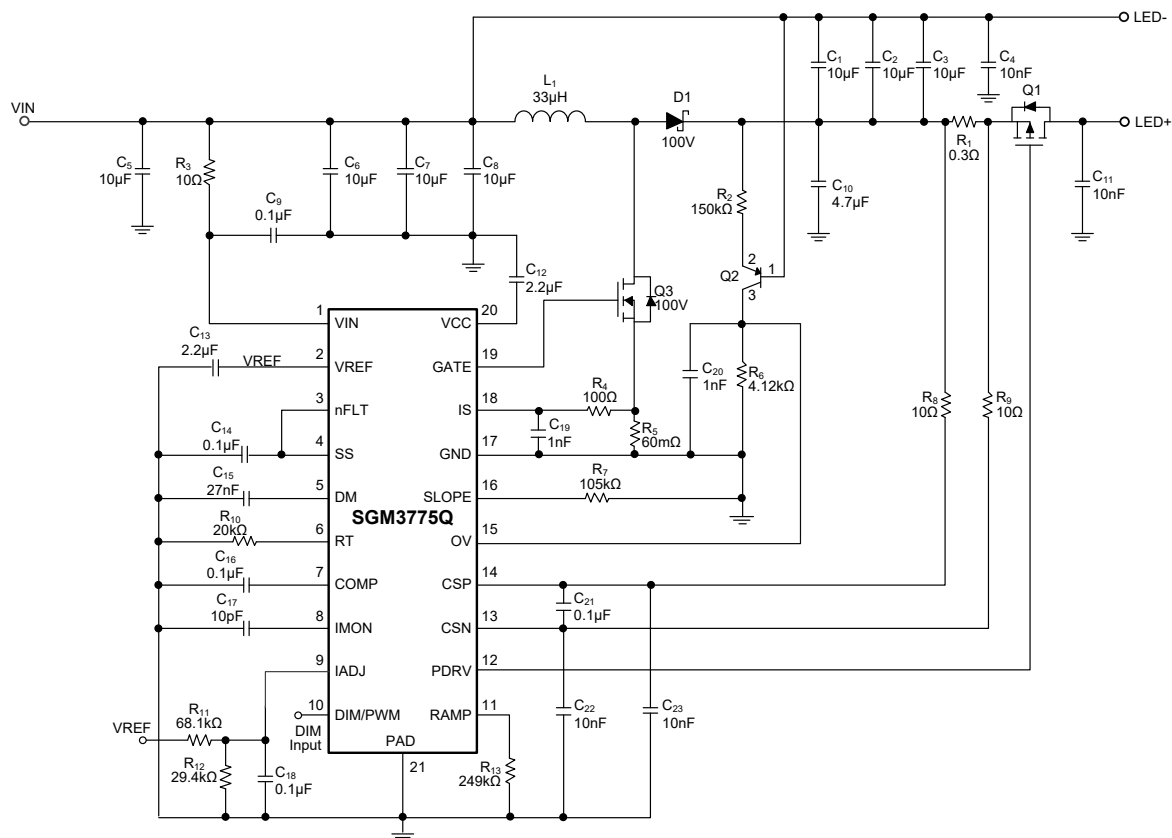 LED-
C1
10µF
C2
10µF
C3
10µF
C4
10nF
Q1
VIN
L1
33µH
D1
100V
R1
0.3Ω
LED+
C5
10µF
R3
10Ω
C6
10µF
C7
10µF
C8
10µF
R2
150kΩ
C10
4.7µF
C11
10nF
C9
0.1µF
C12
2.2µF
Q2
2
1
3
Q3
100V
1
VIN
VCC
20
C13
2.2µF
VREF
2
VREF
GATE
19
C20
1nF
R6
4.12kΩ
3
nFLT
IS
18
R4
100Ω
R8
10Ω
R9
10Ω
C14
0.1µF
4
SS
GND
17
C19
1nF
R5
60mΩ
C15
27nF
5
DM
SLOPE
16
R7
105kΩ
SGM3775Q
R10
20kΩ
6
RT
OV
15
C16
0.1µF
7
COMP
CSP
14
C21
0.1µF
C17
10pF
8
IMON
CSN
13
9
IADJ
PDRV
12
10
DIM/PWM
RAMP
11
C22
10nF
C23
10nF
DIM
Input
VREF
R11
68.1kΩ
PAD
21
R12
29.4kΩ
C18
0.1µF
R13
249kΩ